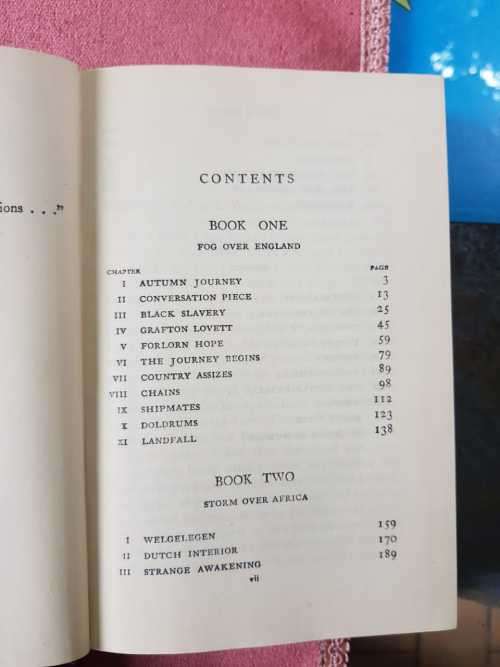 ions . . ."
CONTENTS
BOOK ONE
FOG OVER ENGLAND
CHAPTER PAGE
I AUTUMN JOURNEY 3
II CONVERSATION PIECE 13
III BLACK SLAVERY 25
IV GRAFTON LOVETT 45
V FORLORN HOPE 59
VI THE JOURNEY BEGINS 79
VII COUNTRY ASSIZES 89
VIII CHAINS 98
IX SHIPMATES 112
X DOLDRUMS 123
XI LANDFALL 138
BOOK TWO
STORM OVER AFRICA
I WELGELEGEN 159
II DUTCH INTERIOR 170
III STRANGE AWAKENING 189
vii